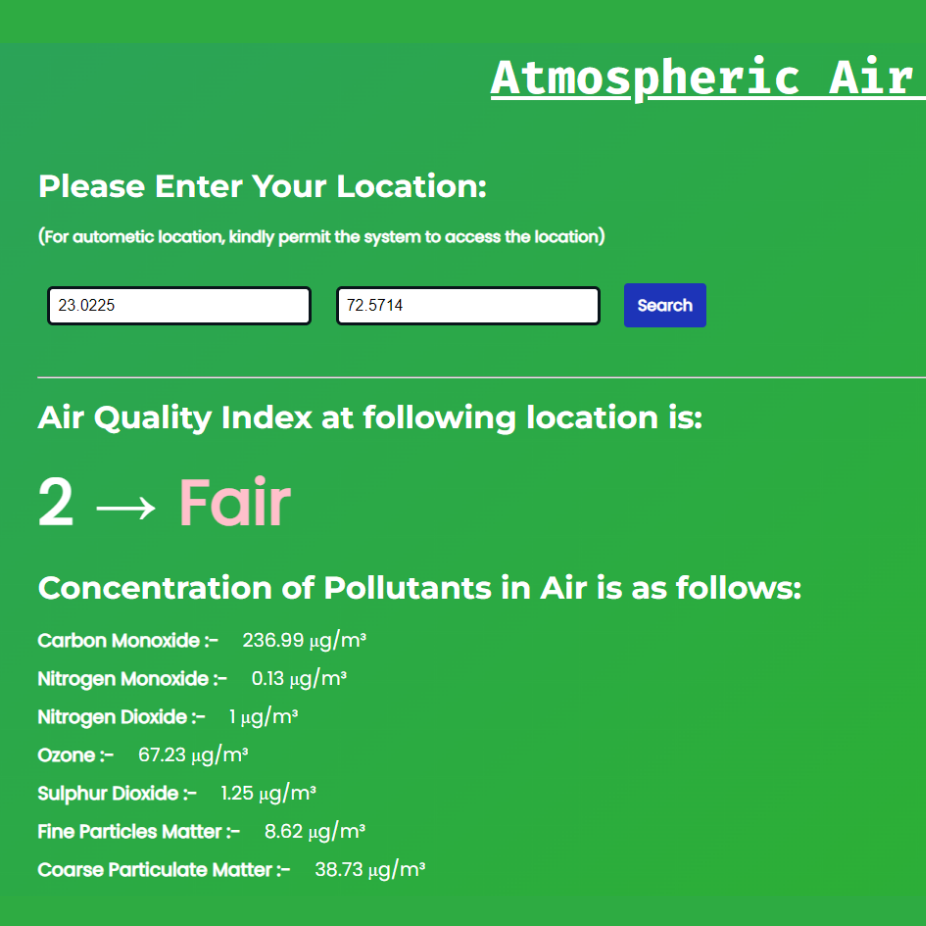 Atmospheric Air
Please Enter Your Location:
(For autometic location, kindly permit the system to access the location)
23.0225 72.5714 Search
Air Quality Index at following location is:
2 → Fair
Concentration of Pollutants in Air is as follows:
Carbon Monoxide :- 236.99 μg/m³
Nitrogen Monoxide :- 0.13 μg/m³
Nitrogen Dioxide :- 1 μg/m³
Ozone :- 67.23 μg/m³
Sulphur Dioxide :- 1.25 μg/m³
Fine Particles Matter :- 8.62 μg/m³
Coarse Particulate Matter :- 38.73 μg/m³